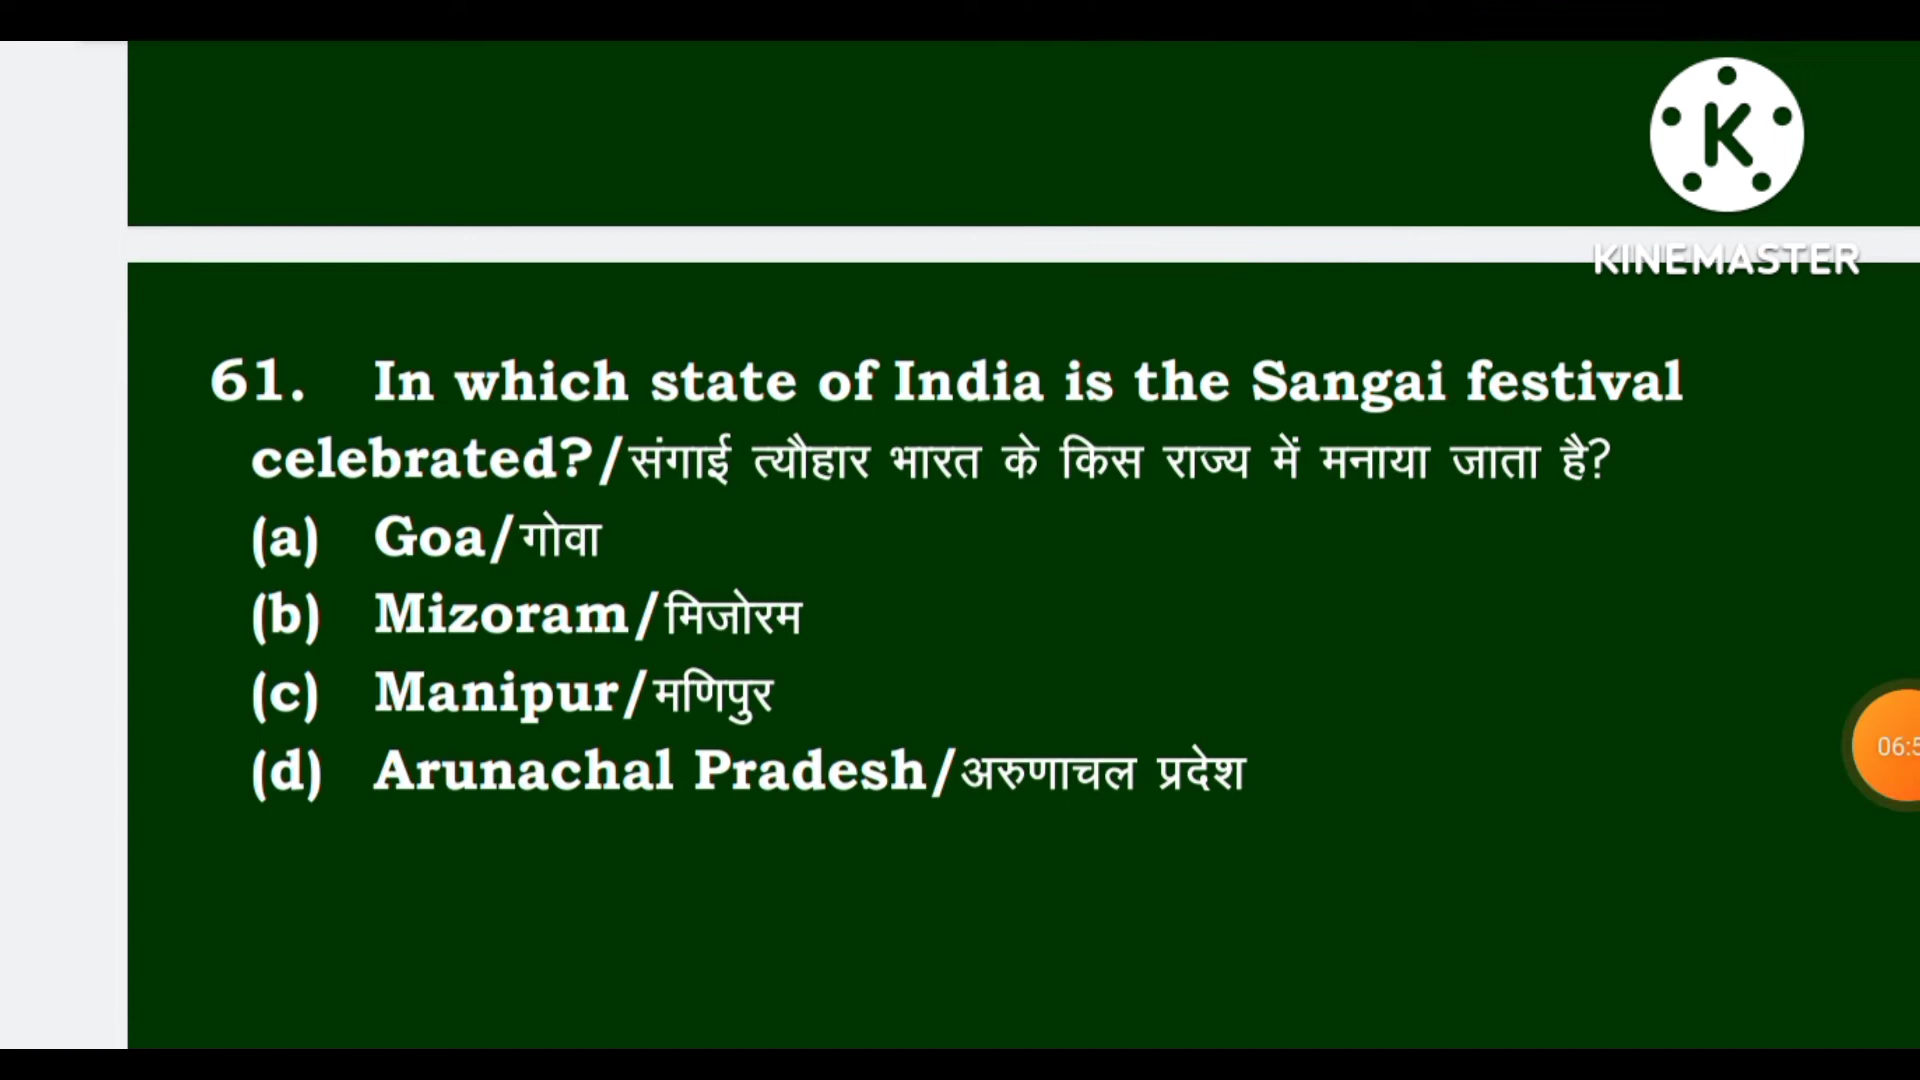 K
KINEMASTER
61. In which state of India is the Sangai festival
celebrated?/संगाई त्यौहार भारत के किस राज्य में मनाया जाता है?
(a) Goa/गोवा
(b) Mizoram/मिजोरम
(c) Manipur/मणिपुर
(d) Arunachal Pradesh/अरुणाचल प्रदेश